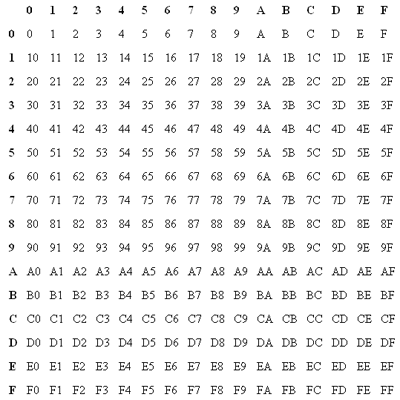 0 1 2 3 4 5 6 7 8 9 A B C D E F
0 0 1 2 3 4 5 6 7 8 9 A B C D E F
1 10 11 12 13 14 15 16 17 18 19 1A 1B 1C 1D 1E 1F
2 20 21 22 23 24 25 26 27 28 29 2A 2B 2C 2D 2E 2F
3 30 31 32 33 34 35 36 37 38 39 3A 3B 3C 3D 3E 3F
4 40 41 42 43 44 45 46 47 48 49 4A 4B 4C 4D 4E 4F
5 50 51 52 53 54 55 56 57 58 59 5A 5B 5C 5D 5E 5F
6 60 61 62 63 64 65 66 67 68 69 6A 6B 6C 6D 6E 6F
7 70 71 72 73 74 75 76 77 78 79 7A 7B 7C 7D 7E 7F
8 80 81 82 83 84 85 86 87 88 89 8A 8B 8C 8D 8E 8F
9 90 91 92 93 94 95 96 97 98 99 9A 9B 9C 9D 9E 9F
A A0 A1 A2 A3 A4 A5 A6 A7 A8 A9 AA AB AC AD AE AF
B B0 B1 B2 B3 B4 B5 B6 B7 B8 B9 BA BB BC BD BE BF
C C0 C1 C2 C3 C4 C5 C6 C7 C8 C9 CA CB CC CD CE CF
D D0 D1 D2 D3 D4 D5 D6 D7 D8 D9 DA DB DC DD DE DF
E E0 E1 E2 E3 E4 E5 E6 E7 E8 E9 EA EB EC ED EE EF
F F0 F1 F2 F3 F4 F5 F6 F7 F8 F9 FA FB FC FD FE FF